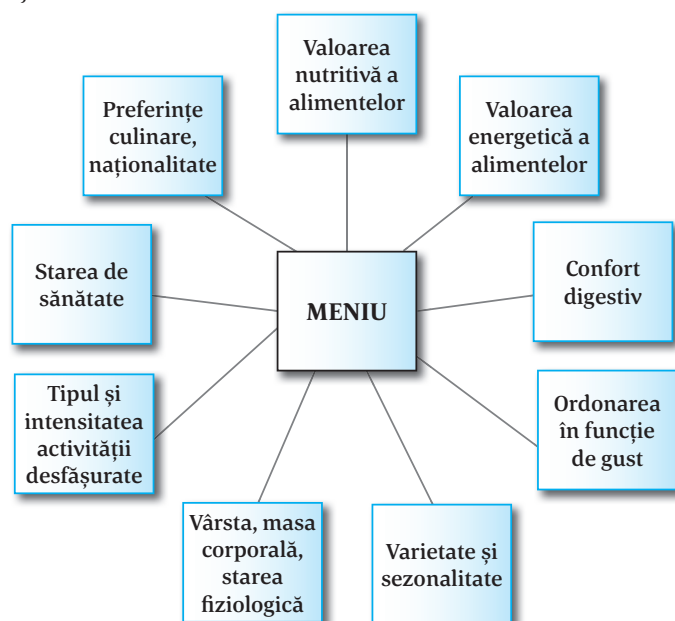 Valoarea
nutritivă a
alimentelor
Preferințe
culinare,
naționalitate
Valoarea
energetică a
alimentelor
Starea de
sănătate
MENIU
Confort
digestiv
Tipul și
intensitatea
activității
desfășurate
Ordonarea
în funcție
de gust
Vârsta, masa
corporală,
starea
fiziologică
Varietate și
sezonalitate